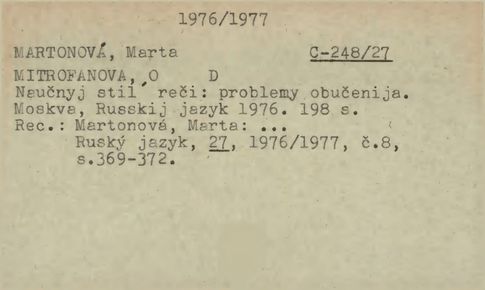 1976/1977
MARTONOVÁ, Marta C-248/27
MITROFANOVA, O D
Naučnyj stil´ reči: problemy obučenija.
Moskva, Russkij jazyk 1976. 198 s.
Rec.: Martonová, Marta: ...
Ruský jazyk, 27, 1976/1977, č.8,
s.369-372.